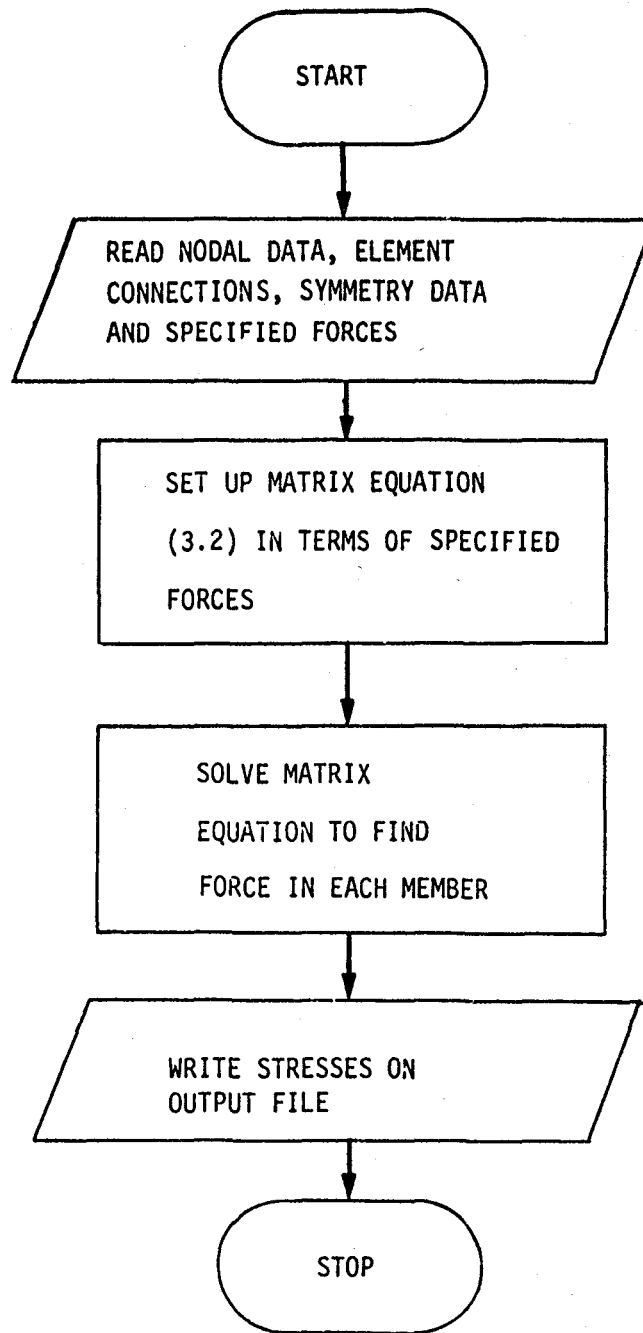 START
READ NODAL DATA, ELEMENT
CONNECTIONS, SYMMETRY DATA
AND SPECIFIED FORCES
SET UP MATRIX EQUATION
(3.2) IN TERMS OF SPECIFIED
FORCES
SOLVE MATRIX
EQUATION TO FIND
FORCE IN EACH MEMBER
WRITE STRESSES ON
OUTPUT FILE
STOP